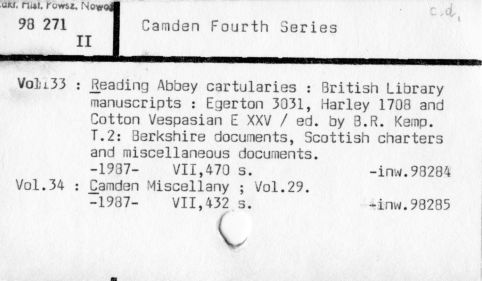 Zakł. Hist. Powsz. Nowoż
c.d.
98 271
II
Camden Fourth Series
Vol.33 : Reading Abbey cartularies : British Library
manuscripts : Egerton 3031, Harley 1708 and
Cotton Vespasian E XXV / ed. by B.R. Kemp.
T.2: Berkshire documents, Scottish charters
and miscellaneous documents.
-1987- VII,470 s. -inw.98284
Vol.34 : Camden Miscellany ; Vol.29.
-1987- VII,432 s. -inw.98285